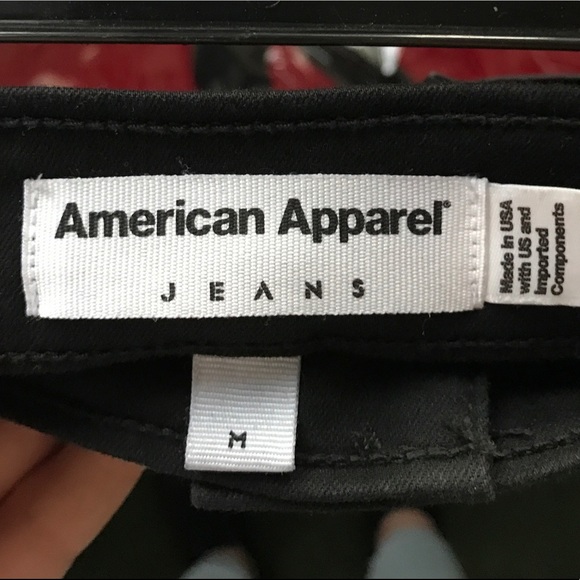 American Apparel®
JEANS
Made in USA
with US and
Imported
Components
M